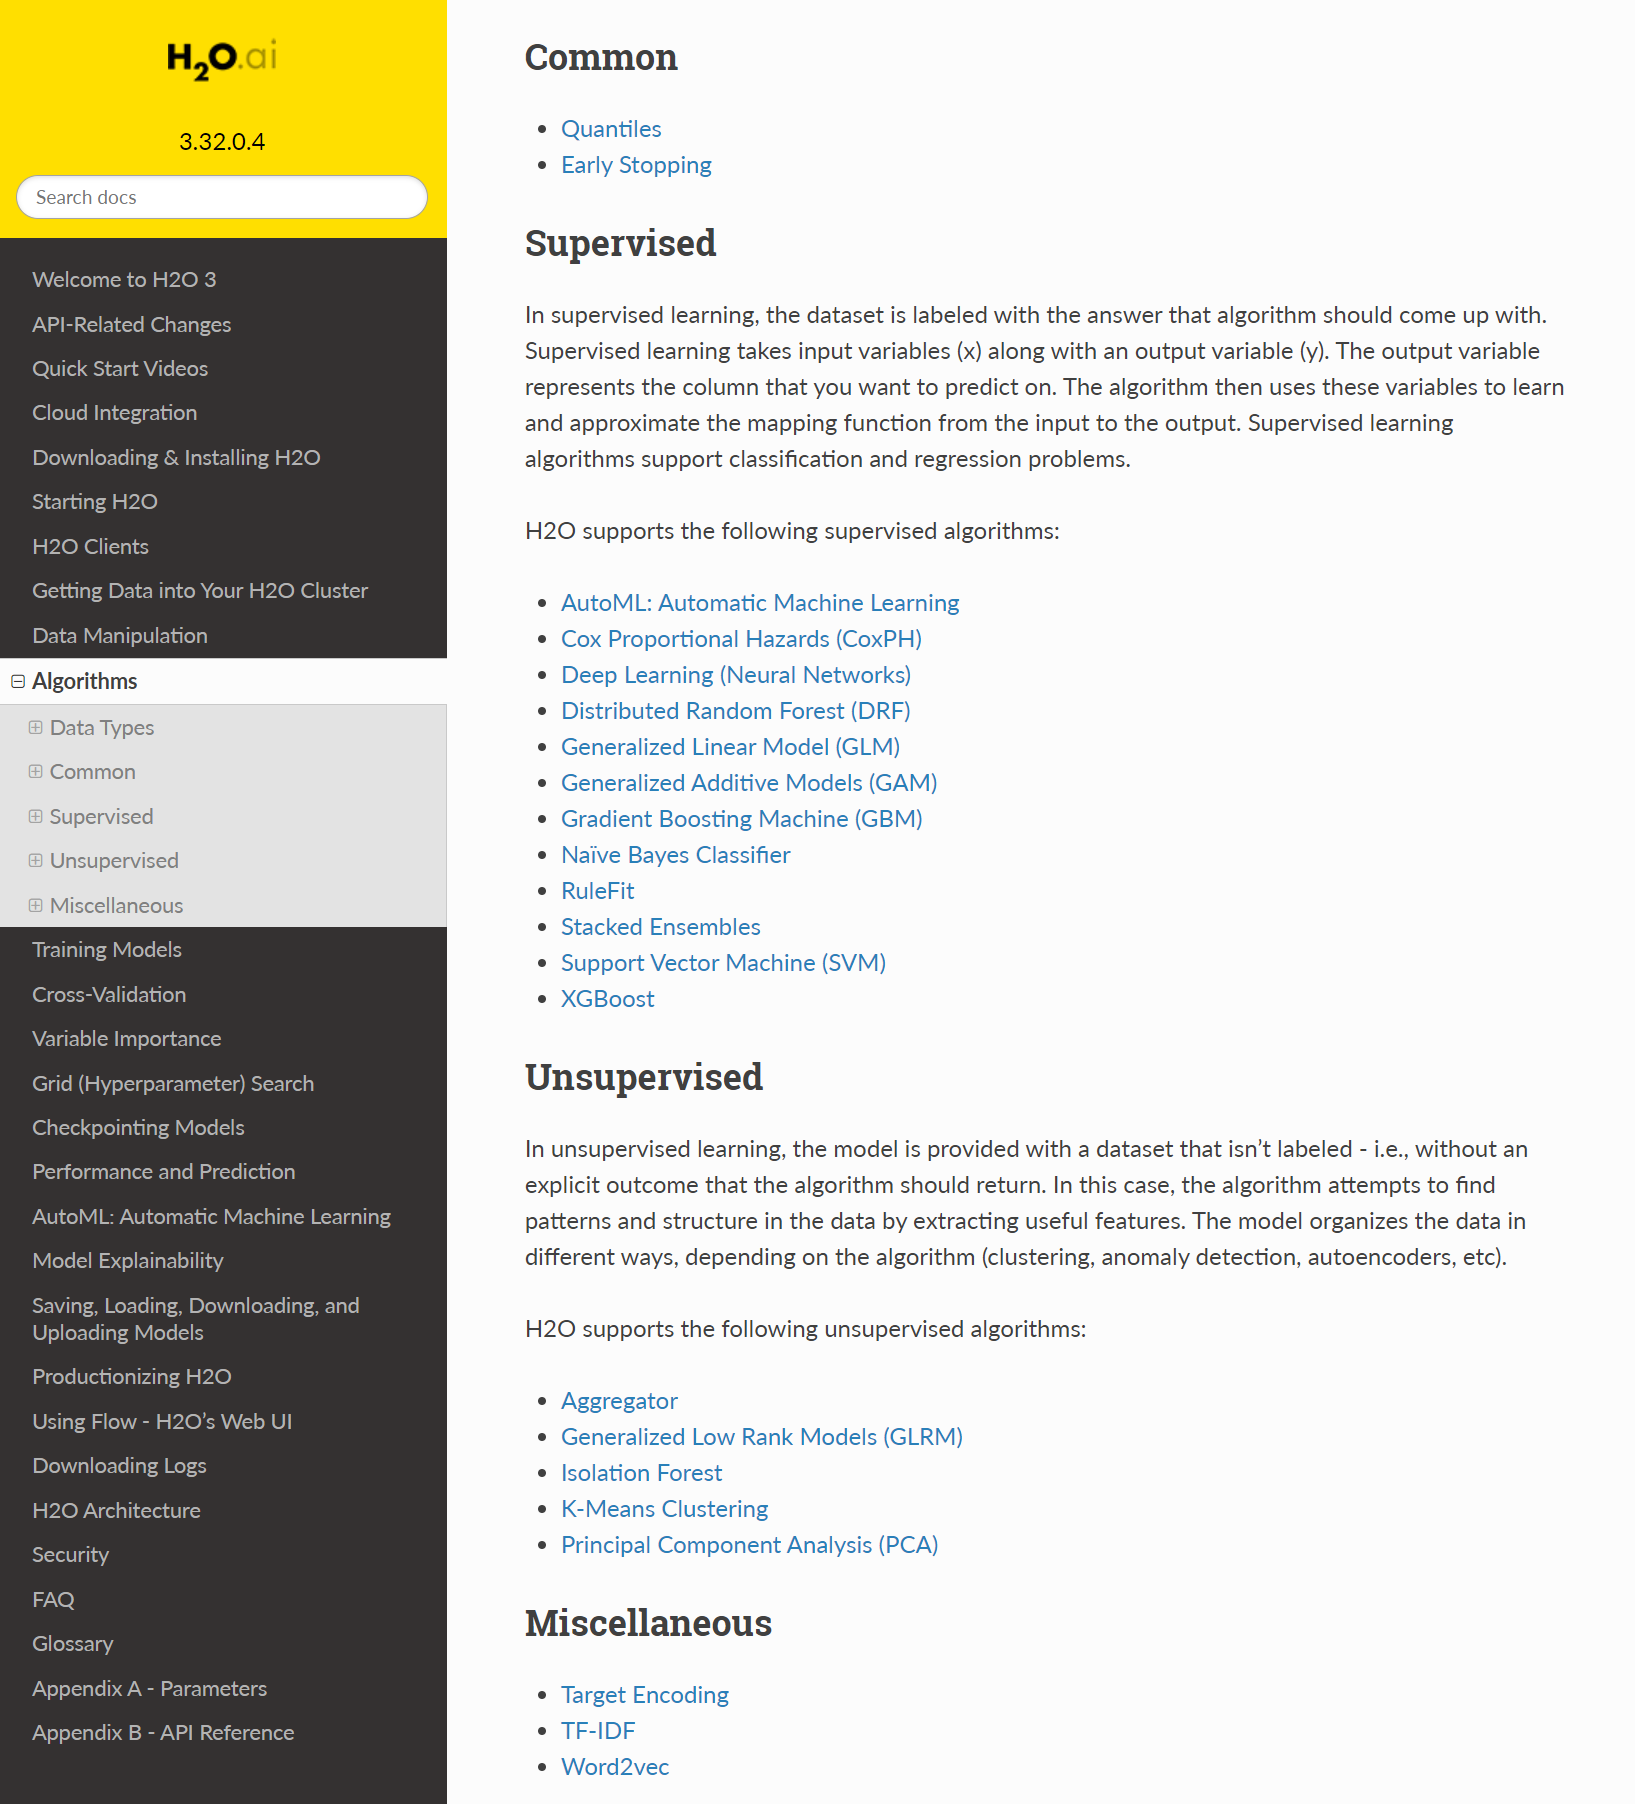 H2O.ai
3.32.0.4
Search docs
Welcome to H2O 3
API-Related Changes
Quick Start Videos
Cloud Integration
Downloading & Installing H2O
Starting H2O
H2O Clients
Getting Data into Your H2O Cluster
Data Manipulation
Algorithms
Data Types
Common
Supervised
Unsupervised
Miscellaneous
Training Models
Cross-Validation
Variable Importance
Grid (Hyperparameter) Search
Checkpointing Models
Performance and Prediction
AutoML: Automatic Machine Learning
Model Explainability
Saving, Loading, Downloading, and
Uploading Models
Productionizing H2O
Using Flow - H2O’s Web UI
Downloading Logs
H2O Architecture
Security
FAQ
Glossary
Appendix A - Parameters
Appendix B - API Reference
Common
• Quantiles
• Early Stopping
Supervised
In supervised learning, the dataset is labeled with the answer that algorithm should come up with.
Supervised learning takes input variables (x) along with an output variable (y). The output variable
represents the column that you want to predict on. The algorithm then uses these variables to learn
and approximate the mapping function from the input to the output. Supervised learning
algorithms support classification and regression problems.
H2O supports the following supervised algorithms:
• AutoML: Automatic Machine Learning
• Cox Proportional Hazards (CoxPH)
• Deep Learning (Neural Networks)
• Distributed Random Forest (DRF)
• Generalized Linear Model (GLM)
• Generalized Additive Models (GAM)
• Gradient Boosting Machine (GBM)
• Naïve Bayes Classifier
• RuleFit
• Stacked Ensembles
• Support Vector Machine (SVM)
• XGBoost
Unsupervised
In unsupervised learning, the model is provided with a dataset that isn’t labeled - i.e., without an
explicit outcome that the algorithm should return. In this case, the algorithm attempts to find
patterns and structure in the data by extracting useful features. The model organizes the data in
different ways, depending on the algorithm (clustering, anomaly detection, autoencoders, etc).
H2O supports the following unsupervised algorithms:
• Aggregator
• Generalized Low Rank Models (GLRM)
• Isolation Forest
• K-Means Clustering
• Principal Component Analysis (PCA)
Miscellaneous
• Target Encoding
• TF-IDF
• Word2vec